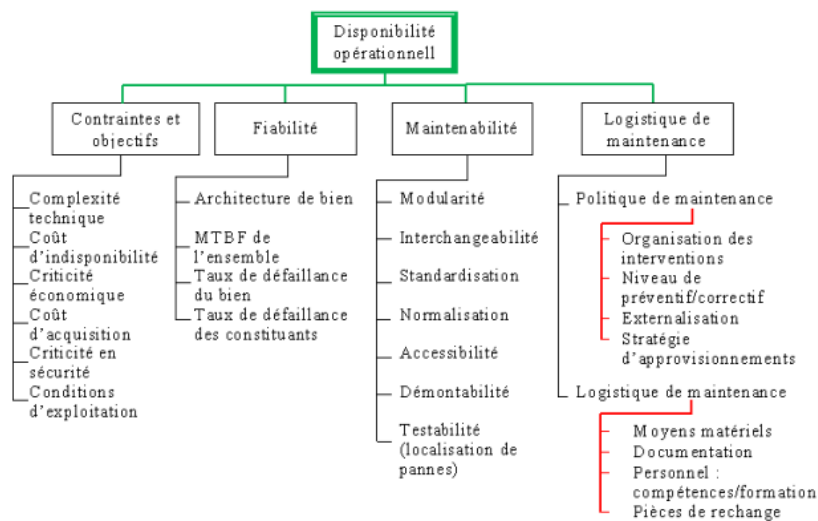 Disponibilité
opérationnell
Contraintes et
objectifs
Fiabilité
Maintenabilité
Logistique de
maintenance
Complexité
technique
Coût
d'indisponibilité
Criticité
économique
Coût
d'acquisition
Criticité en
sécurité
Conditions
d'exploitation
Architecture de bien
MTBF de
l'ensemble
Taux de défaillance
du bien
Taux de défaillance
des constituants
Modularité
Interchangeabilité
Standardisation
Normalisation
Accessibilité
Démontabilité
Testabilité
(localisation de
pannes)
Politique de maintenance
Organisation des
interventions
Niveau de
préventif/correctif
Externalisation
Stratégie
d'approvisionnements
Logistique de maintenance
Moyens matériels
Documentation
Personnel :
compétences/formation
Pièces de rechange